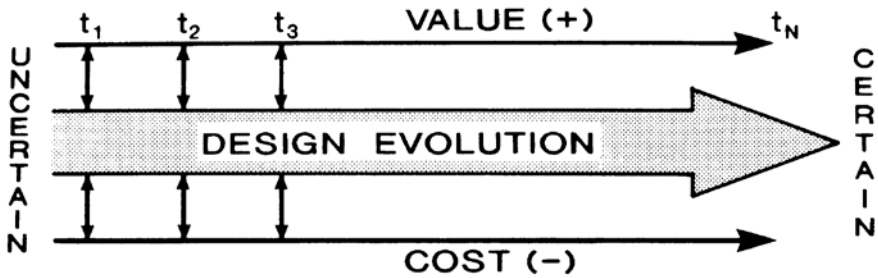 t1 t2 t3 VALUE (+) tN
UNCERTAIN
DESIGN EVOLUTION
CERTAIN
COST (-)